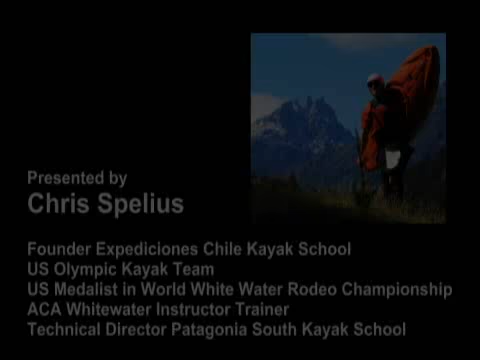 Presented by
Chris Spelius
Founder Expediciones Chile Kayak School
US Olympic Kayak Team
US Medalist in World White Water Rodeo Championship
ACA Whitewater Instructor Trainer
Technical Director Patagonia South Kayak School